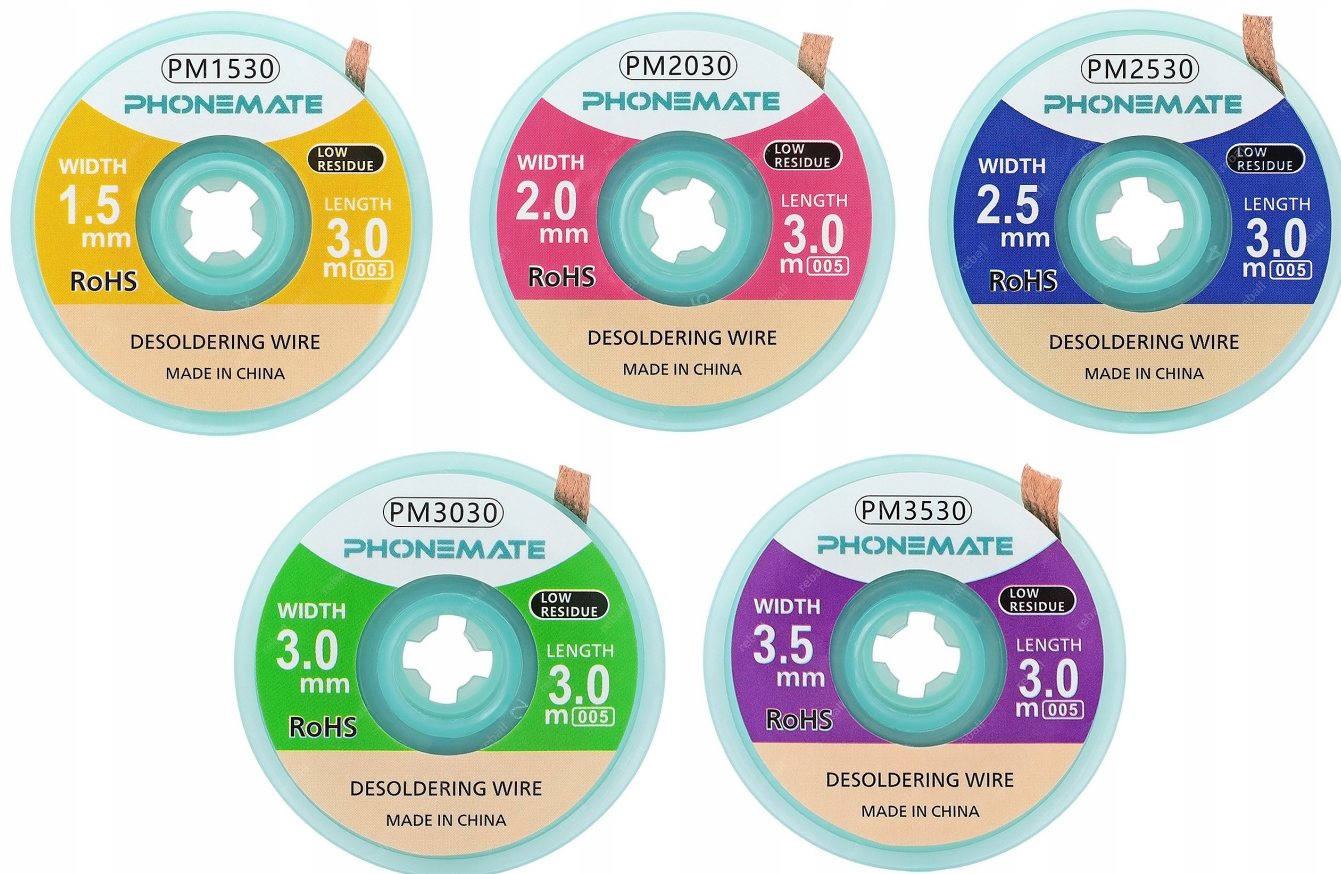 PM1530
PHONEMATE
LOW
RESIDUE
WIDTH
1.5
mm
LENGTH
3.0
m 005
RoHS
DESOLDERING WIRE
MADE IN CHINA
PM2030
PHONEMATE
LOW
RESIDUE
WIDTH
2.0
mm
LENGTH
3.0
m 005
RoHS
DESOLDERING WIRE
MADE IN CHINA
PM2530
PHONEMATE
LOW
RESIDUE
WIDTH
2.5
mm
LENGTH
3.0
m 005
RoHS
DESOLDERING WIRE
MADE IN CHINA
PM3030
PHONEMATE
LOW
RESIDUE
WIDTH
3.0
mm
LENGTH
3.0
m 005
RoHS
DESOLDERING WIRE
MADE IN CHINA
PM3530
PHONEMATE
LOW
RESIDUE
WIDTH
3.5
mm
LENGTH
3.0
m 005
RoHS
DESOLDERING WIRE
MADE IN CHINA